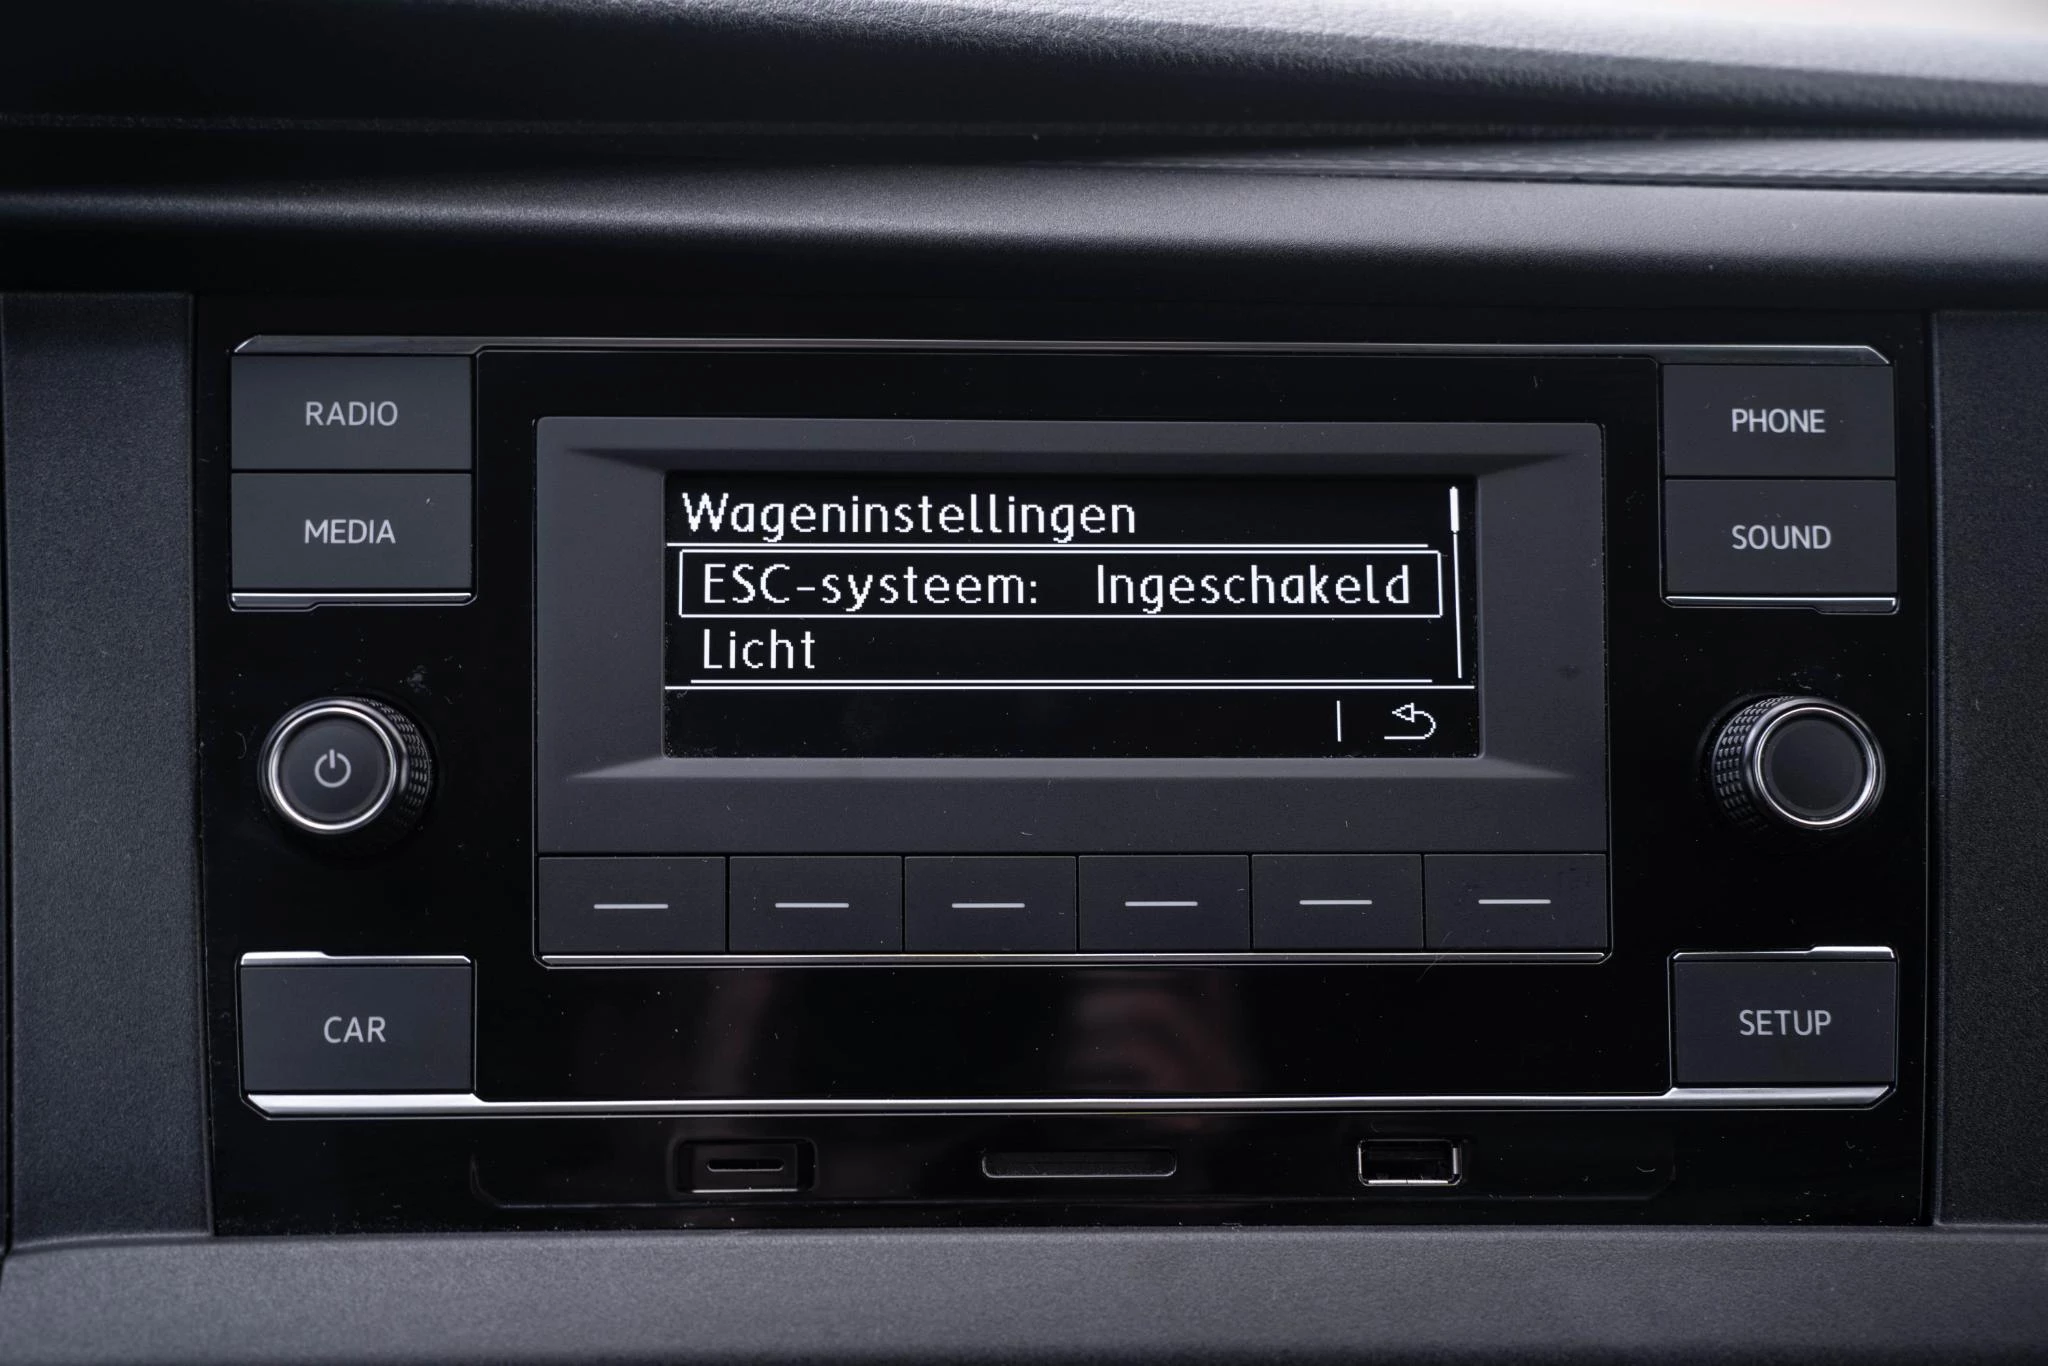 RADIO
MEDIA
PHONE
SOUND
Wageninstellingen
ESC-systeem: Ingeschakeld
Licht
CAR
SETUP